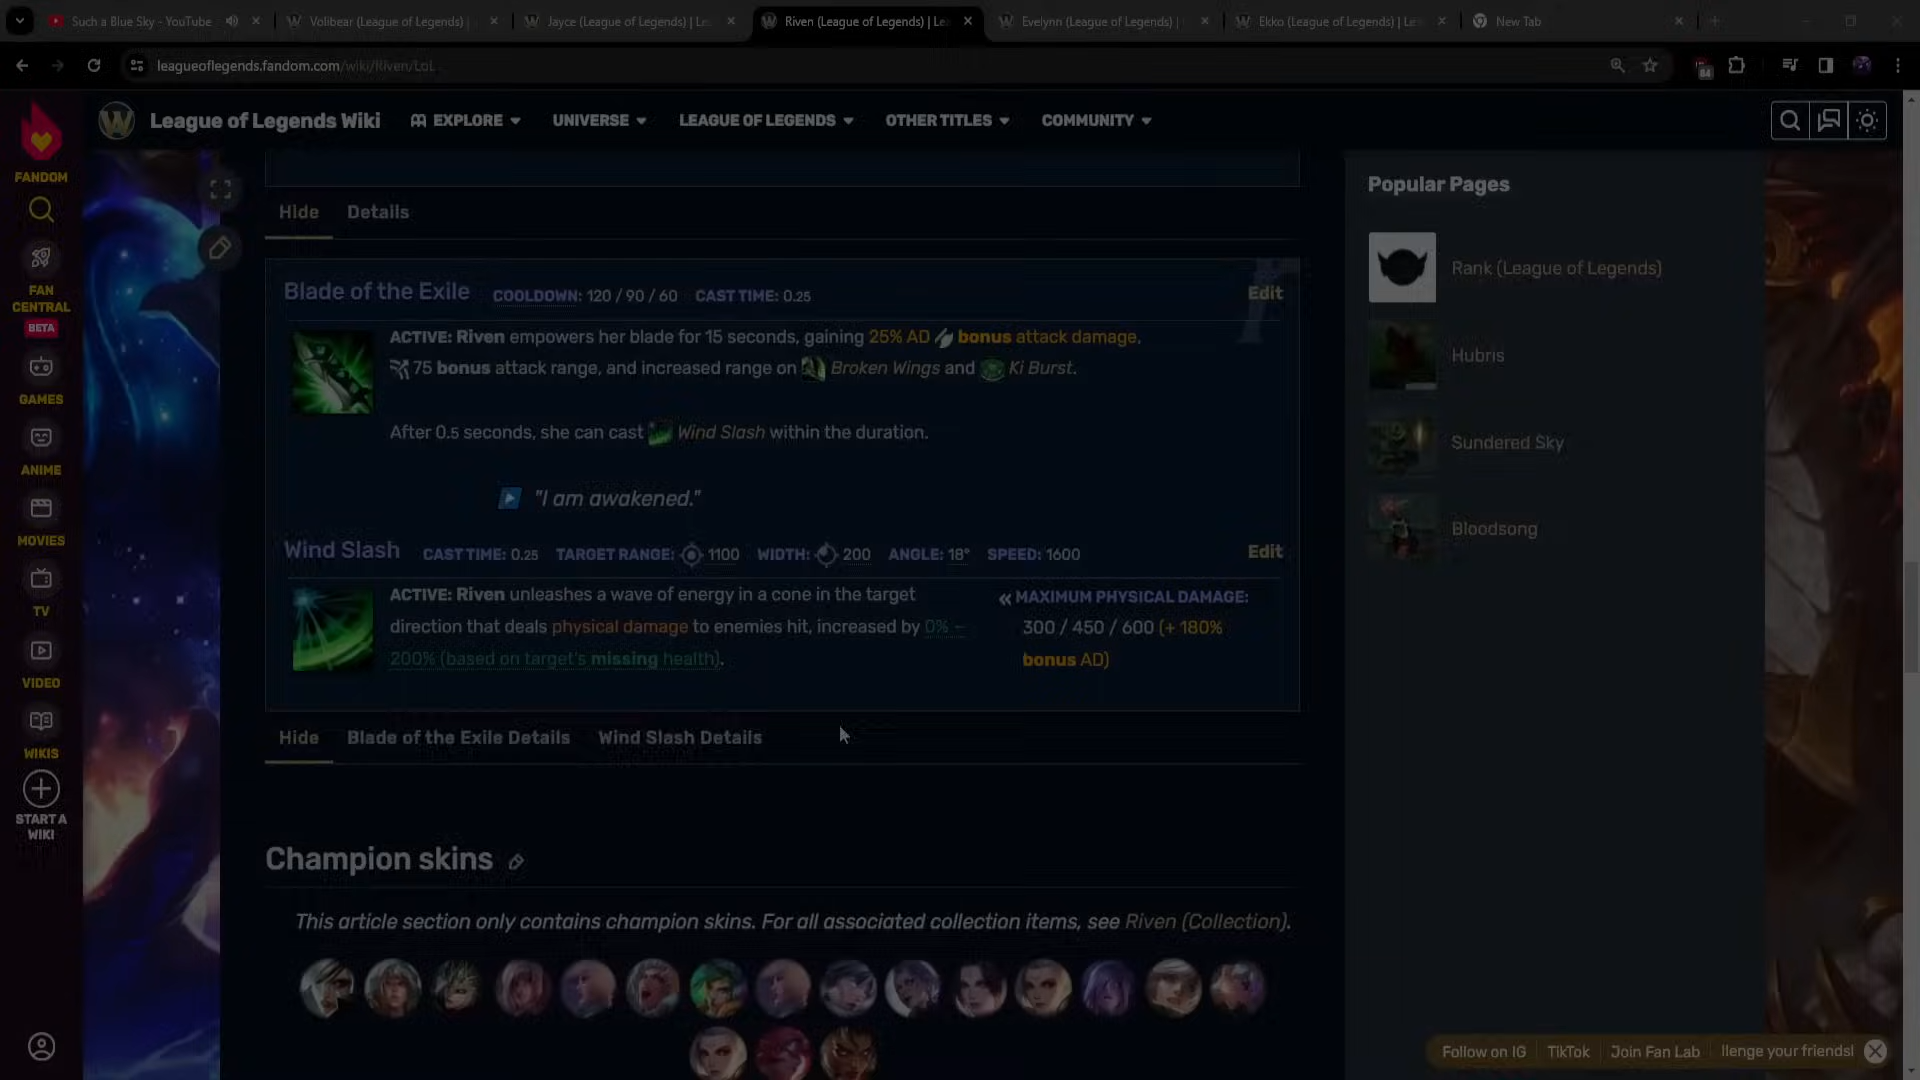 Such a Blue Sky - YouTube
Volibear (League of Legends) |
Jayce (League of Legends) | Le
Riven (League of Legends) | Le
Evelynn (League of Legends) |
Ekko (League of Legends) | Le
New Tab
leagueoflegends.fandom.com/wiki/Riven/LoL
84
League of Legends Wiki
EXPLORE
UNIVERSE
LEAGUE OF LEGENDS
OTHER TITLES
COMMUNITY
FANDOM
FAN
CENTRAL
BETA
GAMES
ANIME
MOVIES
TV
VIDEO
WIKIS
START A
WIKI
Hide Details
Blade of the Exile COOLDOWN: 120 / 90 / 60 CAST TIME: 0.25 Edit
ACTIVE: Riven empowers her blade for 15 seconds, gaining 25% AD bonus attack damage,
75 bonus attack range, and increased range on Broken Wings and Ki Burst.
After 0.5 seconds, she can cast Wind Slash within the duration.
"I am awakened."
Wind Slash CAST TIME: 0.25 TARGET RANGE: 1100 WIDTH: 200 ANGLE: 18° SPEED: 1600 Edit
ACTIVE: Riven unleashes a wave of energy in a cone in the target
direction that deals physical damage to enemies hit, increased by 0% –
200% (based on target's missing health).
« MAXIMUM PHYSICAL DAMAGE:
300 / 450 / 600 (+ 180%
bonus AD)
Hide Blade of the Exile Details Wind Slash Details
Champion skins
This article section only contains champion skins. For all associated collection items, see Riven (Collection).
Popular Pages
Rank (League of Legends)
Hubris
Sundered Sky
Bloodsong
Follow on IG TikTok Join Fan Lab llenge your friends!